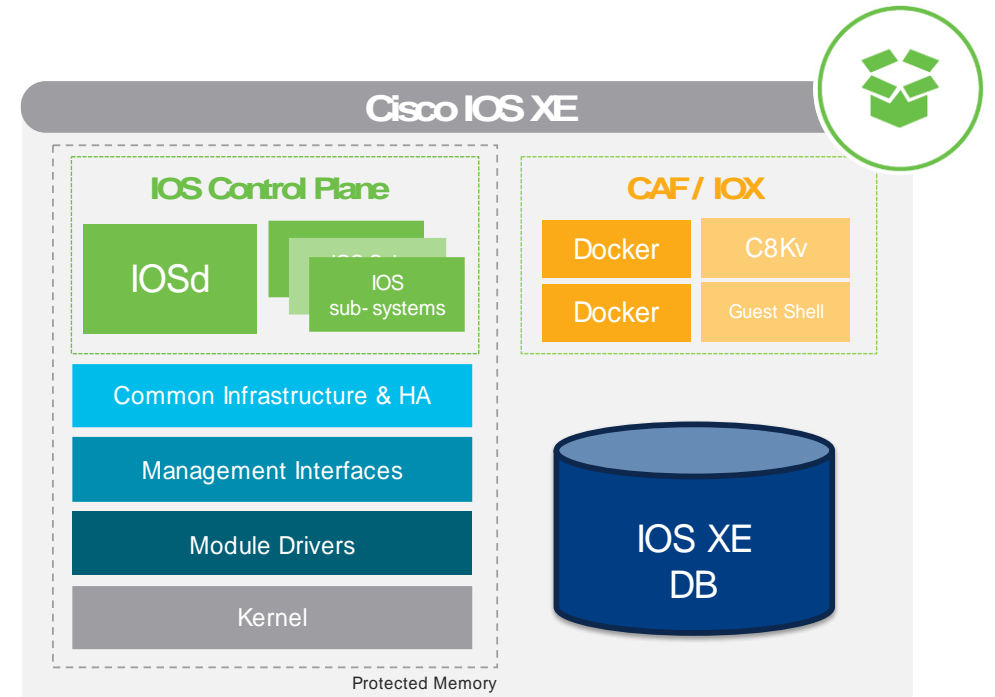 Cisco IOS XE
IOS Control Plane
IOSd
IOS
sub-systems
Common Infrastructure & HA
Management Interfaces
Module Drivers
Kernel
Protected Memory
CAF / IOX
Docker
C8Kv
Docker
Guest Shell
IOS XE
DB